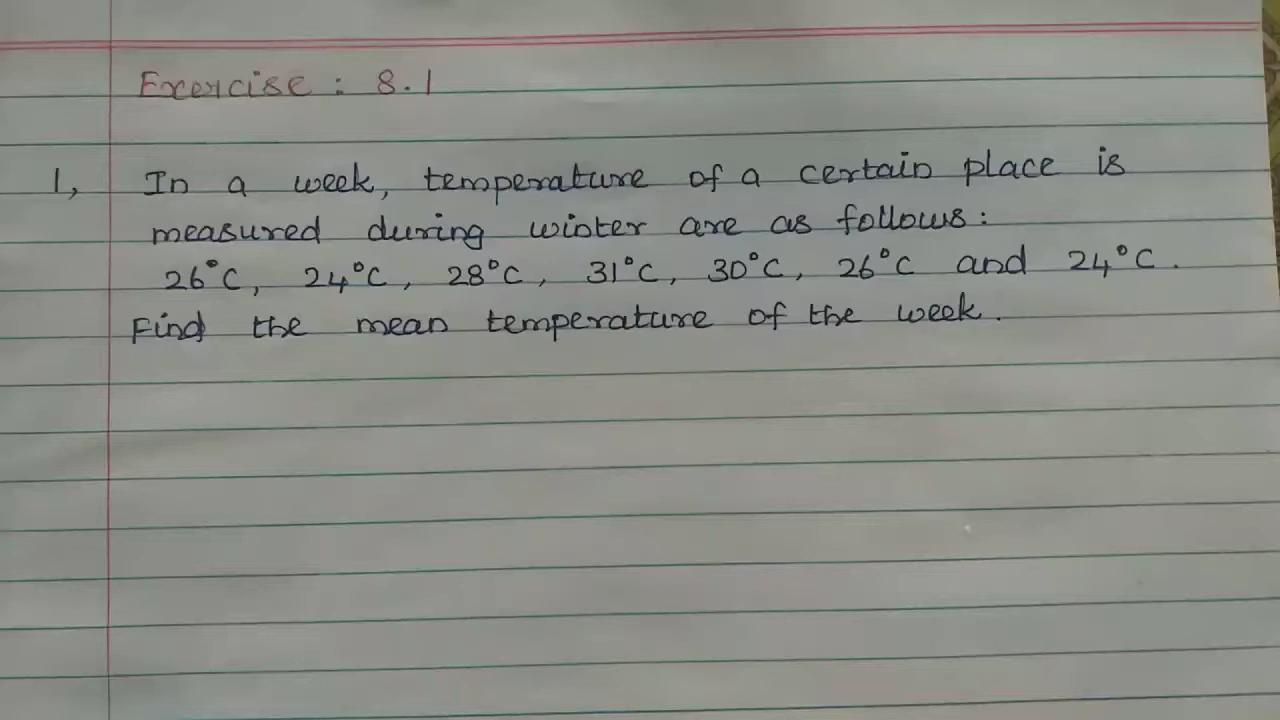 Exercise : 8.1
1, In a week, temperature of a certain place is
measured during winter are as follows:
26°C, 24°C, 28°C, 31°C, 30°C, 26°C and 24°C.
Find the mean temperature of the week.